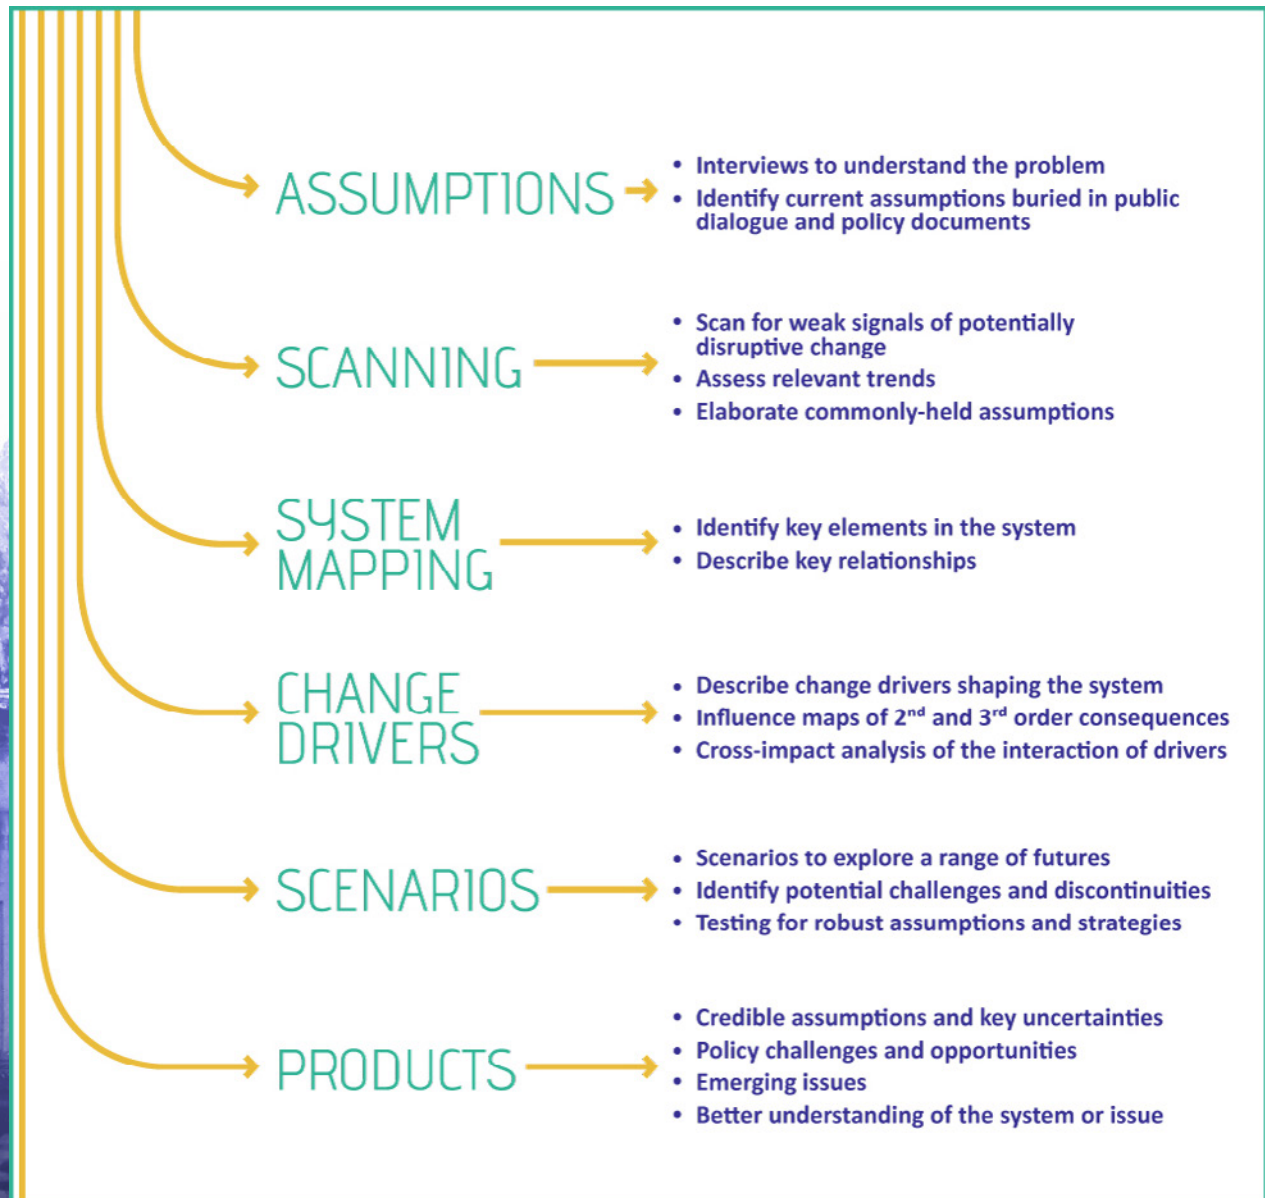 ASSUMPTIONS
• Interviews to understand the problem
• Identify current assumptions buried in public
dialogue and policy documents
SCANNING
• Scan for weak signals of potentially
disruptive change
• Assess relevant trends
• Elaborate commonly-held assumptions
SYSTEM
MAPPING
• Identify key elements in the system
• Describe key relationships
CHANGE
DRIVERS
• Describe change drivers shaping the system
• Influence maps of 2nd and 3rd order consequences
• Cross-impact analysis of the interaction of drivers
SCENARIOS
• Scenarios to explore a range of futures
• Identify potential challenges and discontinuities
• Testing for robust assumptions and strategies
PRODUCTS
• Credible assumptions and key uncertainties
• Policy challenges and opportunities
• Emerging issues
• Better understanding of the system or issue